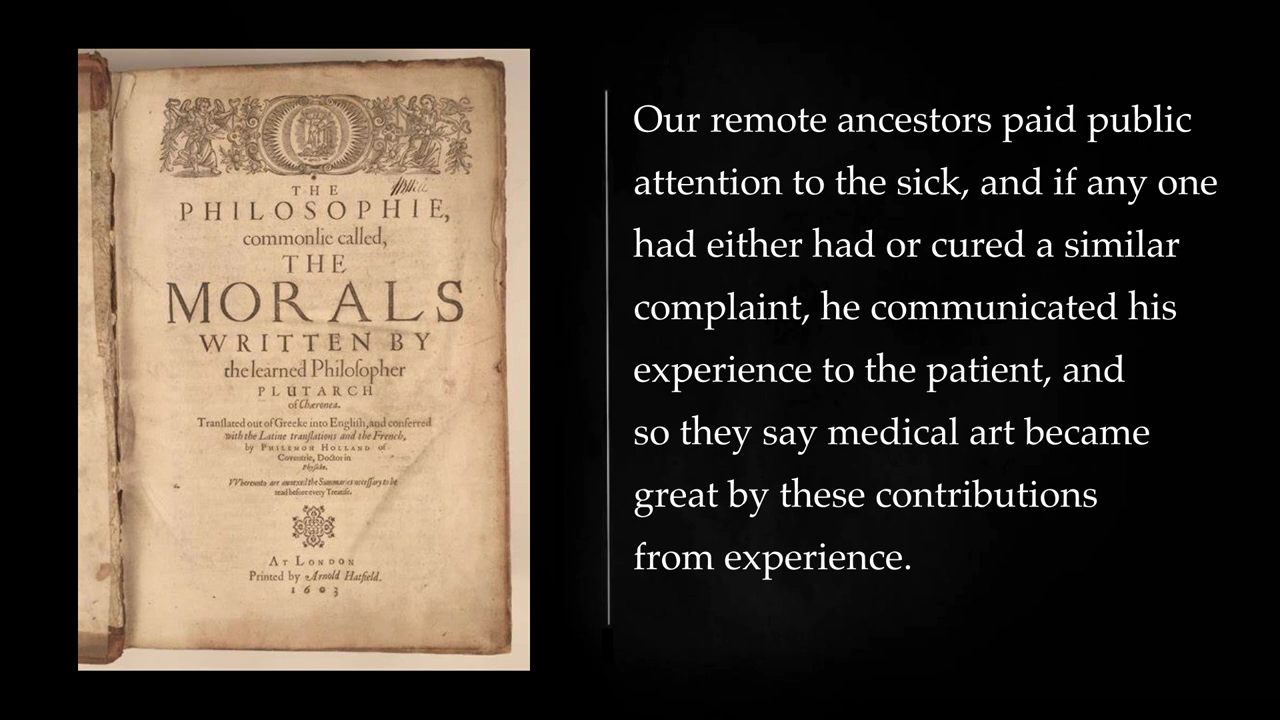 THE
PHILOSOPHIE,
commonlie called,
THE
MORALS
WRITTEN BY
the learned Philosopher
PLUTARCH
of Chæronea.
Tranſlated out of Greeke into Engliſh, and conferred
with the Latine tranſlations and the French,
by PHILEMON HOLLAND of
Coventrie, Doctor in
Phyſicke.
VVhereunto are annexed the Summaries neceſſary to be
read before every Treatiſe.
AT LONDON
Printed by Arnold Hatfield.
1603
Our remote ancestors paid public
attention to the sick, and if any one
had either had or cured a similar
complaint, he communicated his
experience to the patient, and
so they say medical art became
great by these contributions
from experience.